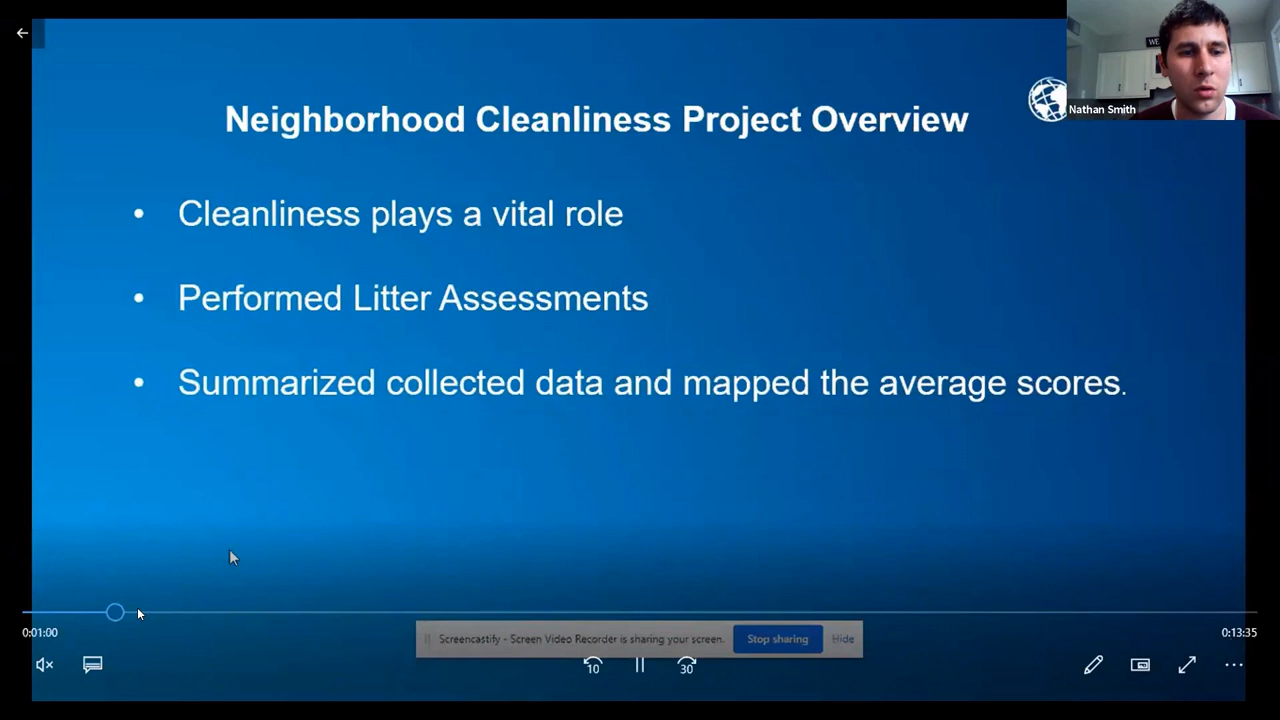 WE
Nathan Smith
Neighborhood Cleanliness Project Overview
• Cleanliness plays a vital role
• Performed Litter Assessments
• Summarized collected data and mapped the average scores.
0:01:00
0:13:35
Screencastify - Screen Video Recorder is sharing your screen.
Stop sharing
Hide
10
30